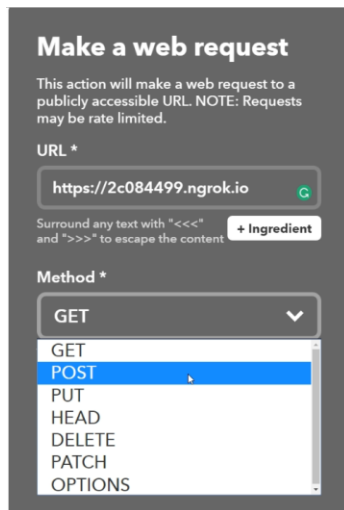 Make a web request
This action will make a web request to a
publicly accessible URL. NOTE: Requests
may be rate limited.
URL *
https://2c084499.ngrok.io
Surround any text with "<<<"
and ">>>" to escape the content
+ Ingredient
Method *
GET
GET
POST
PUT
HEAD
DELETE
PATCH
OPTIONS